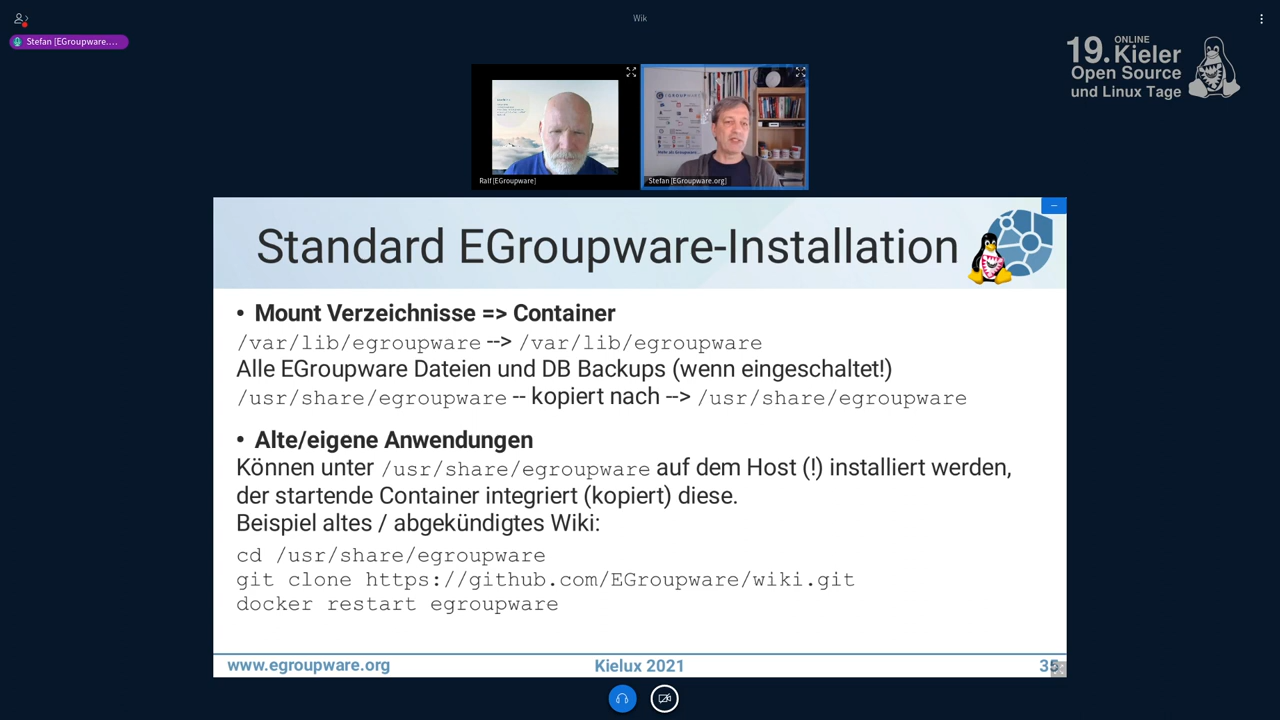 Wik
Stefan [EGroupware....
ONLINE
19. Kieler
Open Source
und Linux Tage
EGROUPWARE
Ralf [EGroupware]
Stefan [EGroupware.org]
Standard EGroupware-Installation
• Mount Verzeichnisse => Container
/var/lib/egroupware --> /var/lib/egroupware
Alle EGroupware Dateien und DB Backups (wenn eingeschaltet!)
/usr/share/egroupware -- kopiert nach --> /usr/share/egroupware
• Alte/eigene Anwendungen
Können unter /usr/share/egroupware auf dem Host (!) installiert werden,
der startende Container integriert (kopiert) diese.
Beispiel altes / abgekündigtes Wiki:
cd /usr/share/egroupware
git clone https://github.com/EGroupware/wiki.git
docker restart egroupware
www.egroupware.org
Kielux 2021
35